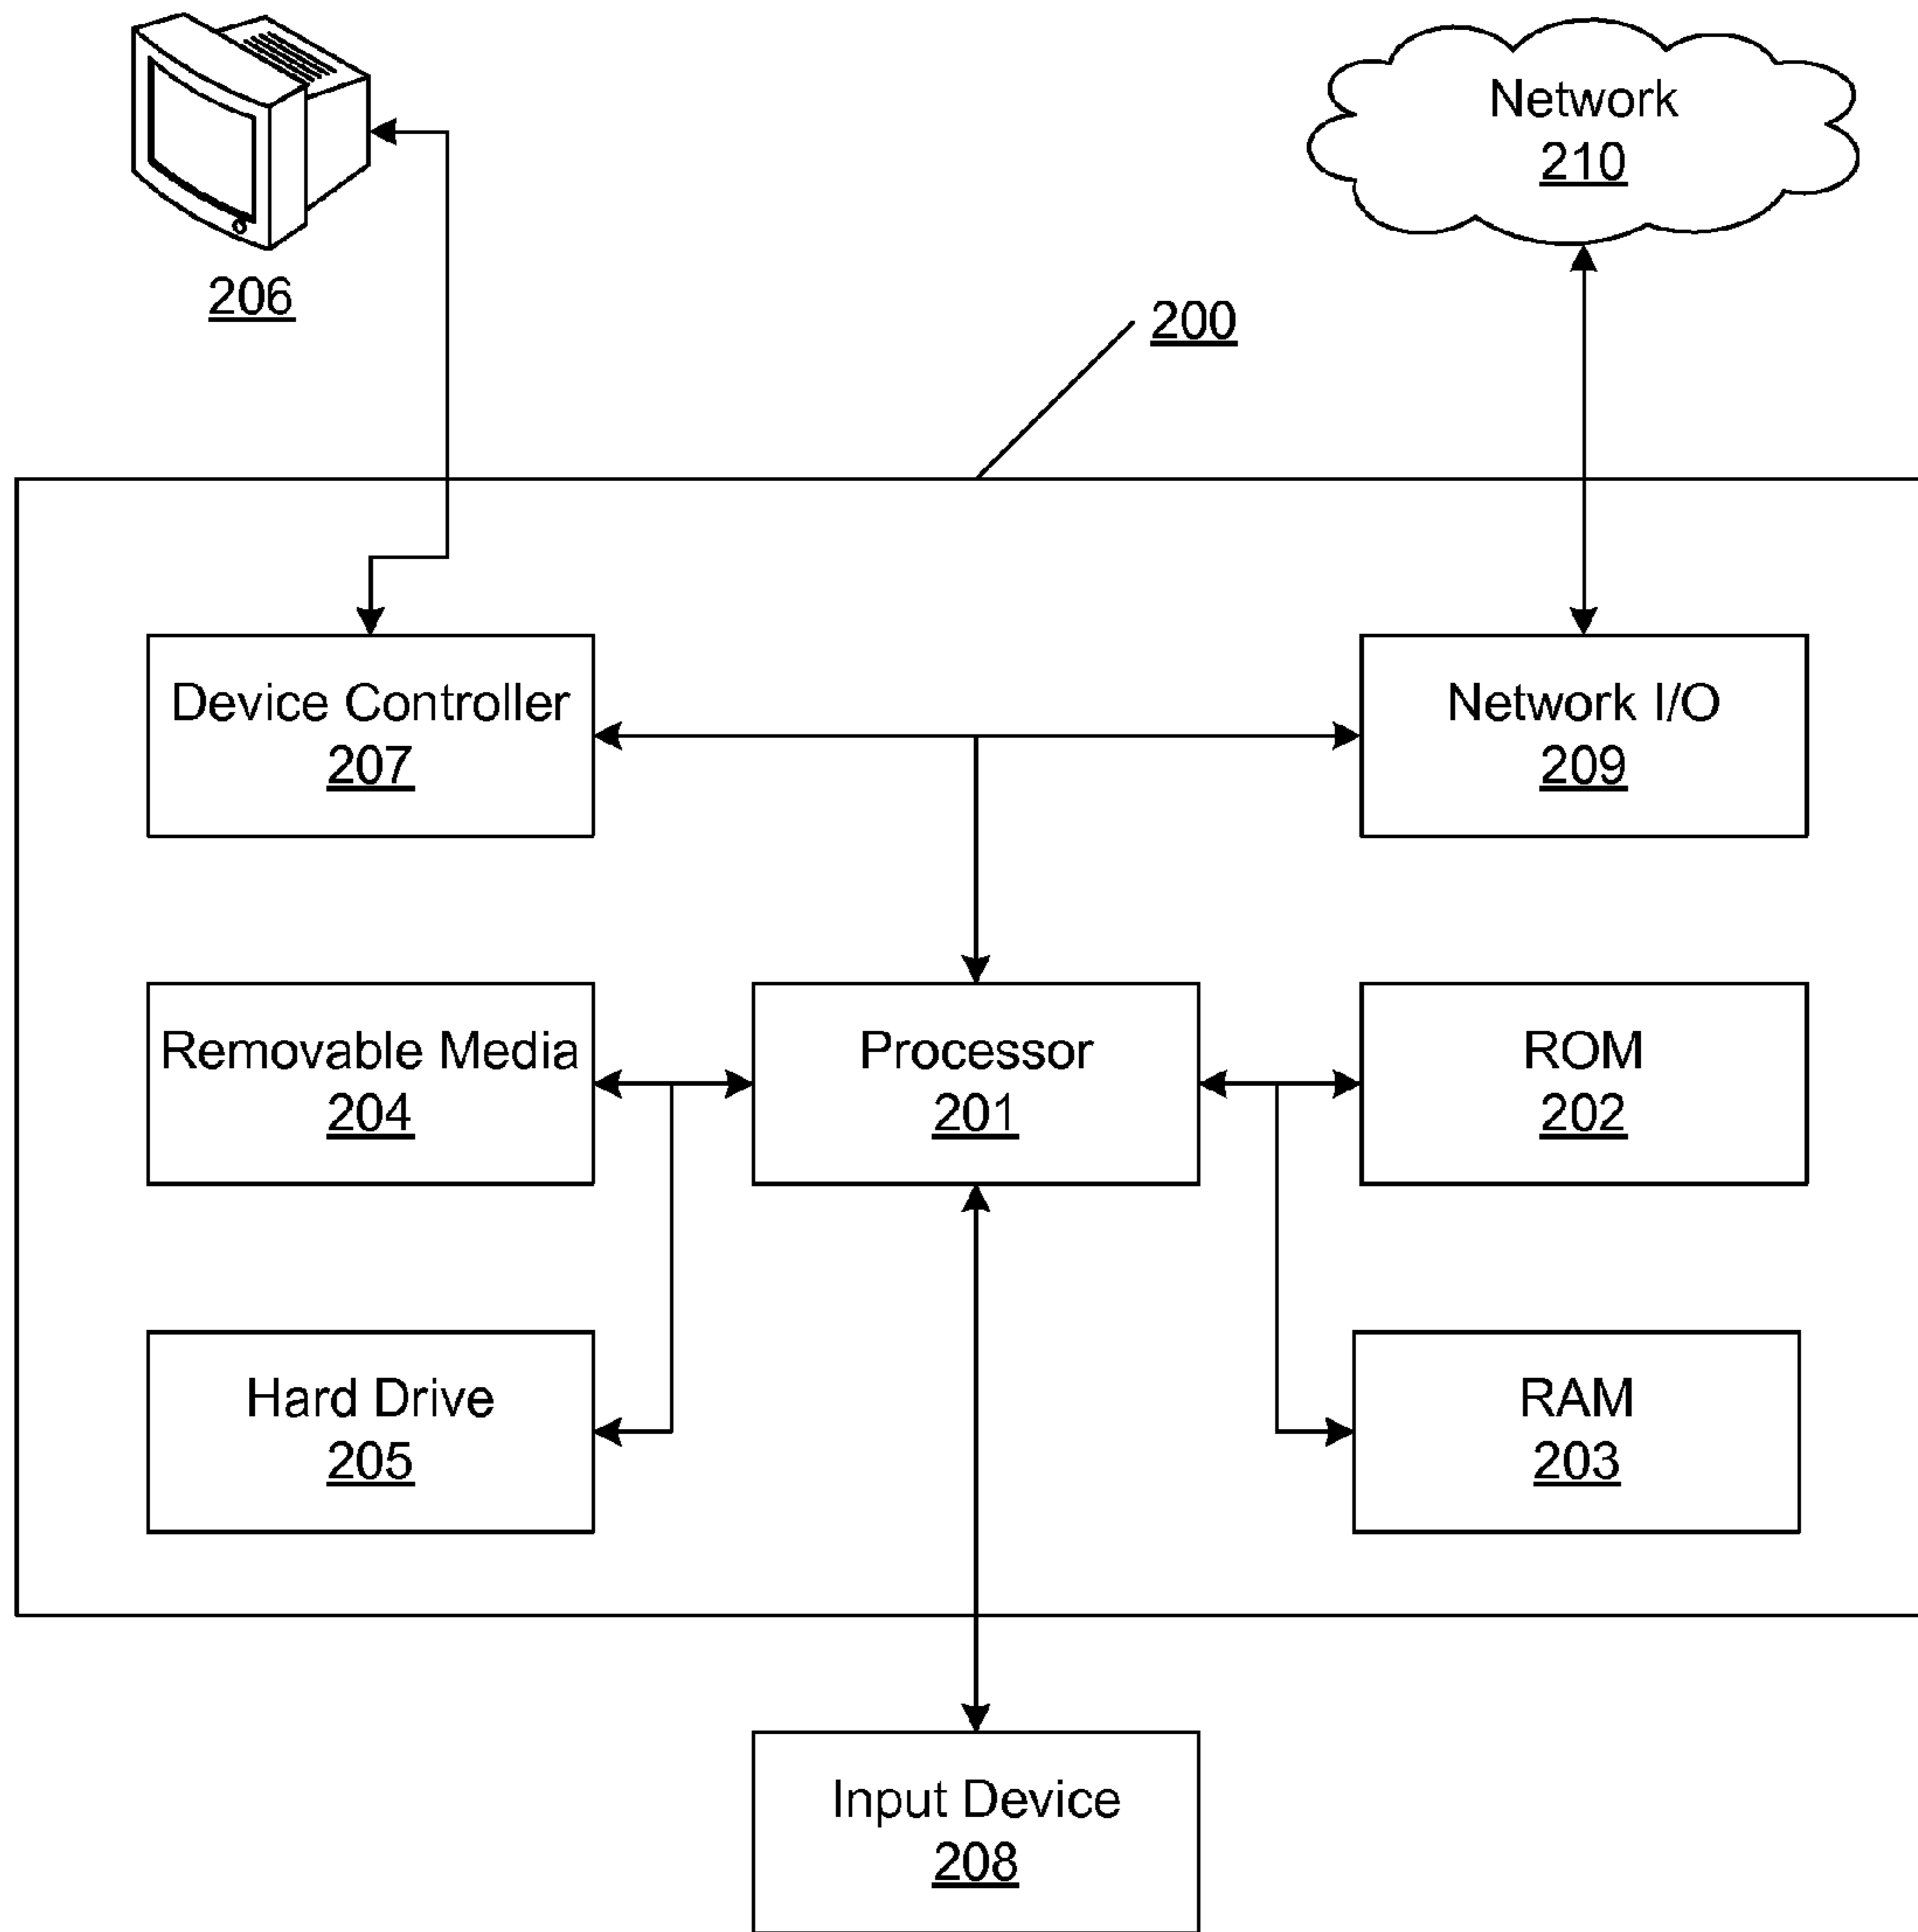 Network
210
206
200
Device Controller
207
Network I/O
209
Removable Media
204
Processor
201
ROM
202
Hard Drive
205
RAM
203
Input Device
208